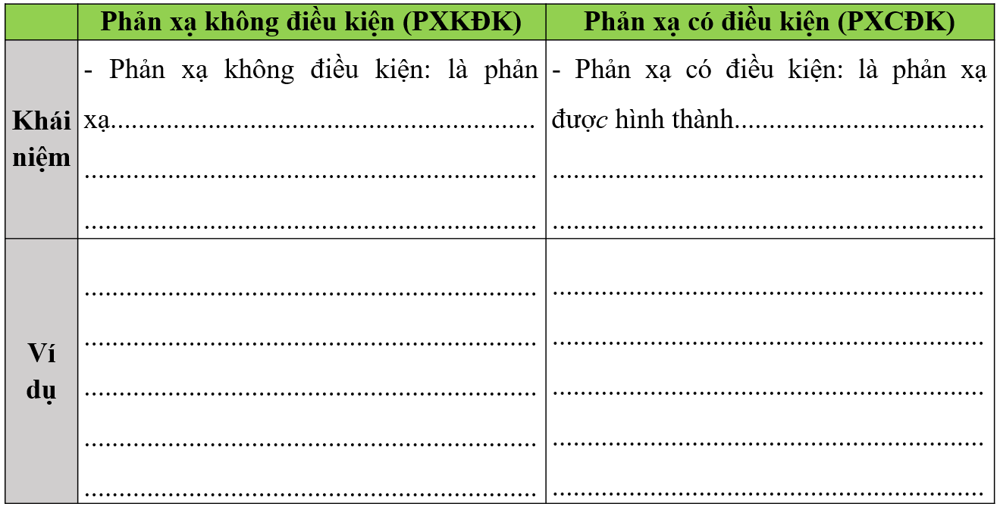 Phản xạ không điều kiện (PXKĐK) Phản xạ có điều kiện (PXCĐK)
Khái niệm
- Phản xạ không điều kiện: là phản
xạ.............................................................
.................................................................
.................................................................
- Phản xạ có điều kiện: là phản xạ
được hình thành....................................
..............................................................
..............................................................
Ví dụ
.................................................................
.................................................................
.................................................................
.................................................................
.................................................................
..............................................................
..............................................................
..............................................................
..............................................................
..............................................................